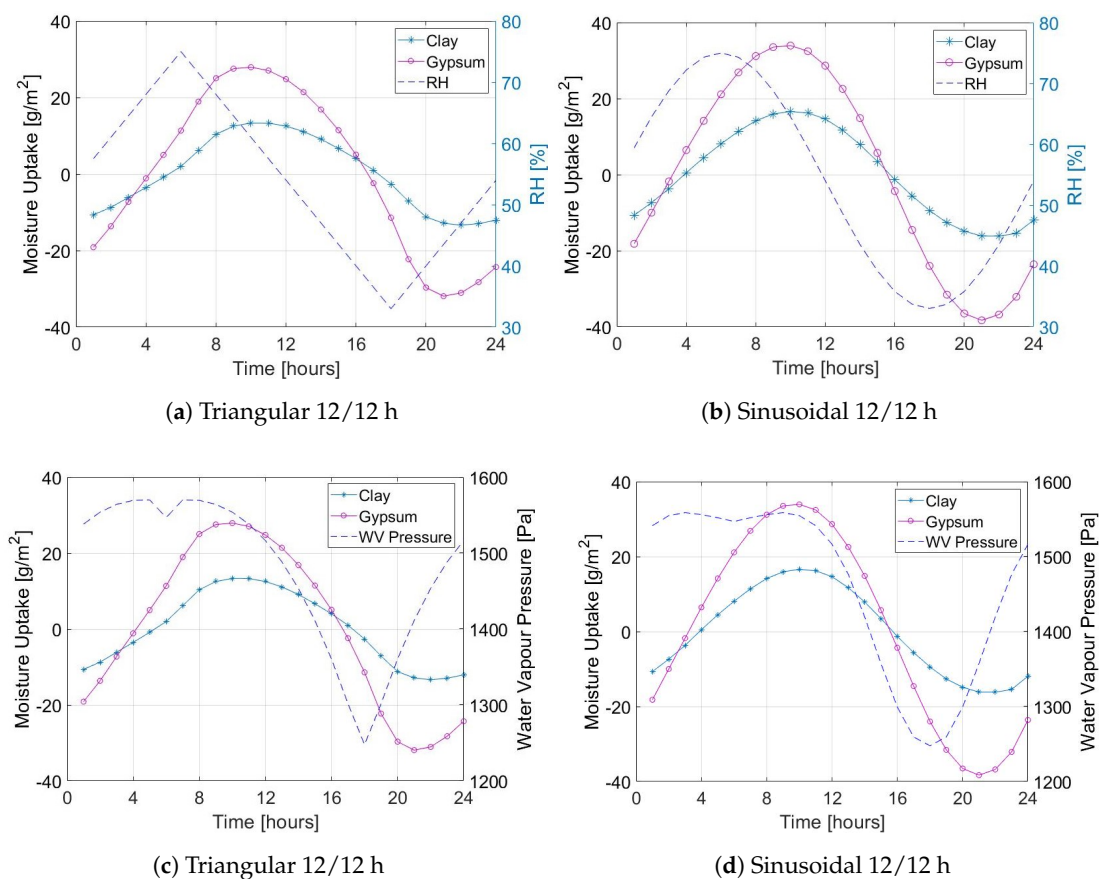 40
20
0
-20
-40
Moisture Uptake [g/m²]
80
70
60
50
40
30
RH [%]
Clay
Gypsum
RH
0 4 8 12 16 20 24
Time [hours]
(a) Triangular 12/12 h
40
20
0
-20
-40
Moisture Uptake [g/m²]
80
70
60
50
40
30
RH [%]
Clay
Gypsum
RH
0 4 8 12 16 20 24
Time [hours]
(b) Sinusoidal 12/12 h
40
20
0
-20
-40
Moisture Uptake [g/m²]
1600
1500
1400
1300
1200
Water Vapour Pressure [Pa]
Clay
Gypsum
WV Pressure
0 4 8 12 16 20 24
Time [hours]
(c) Triangular 12/12 h
40
20
0
-20
-40
Moisture Uptake [g/m²]
1600
1500
1400
1300
1200
Water Vapour Pressure [Pa]
Clay
Gypsum
WV Pressure
0 4 8 12 16 20 24
Time [hours]
(d) Sinusoidal 12/12 h